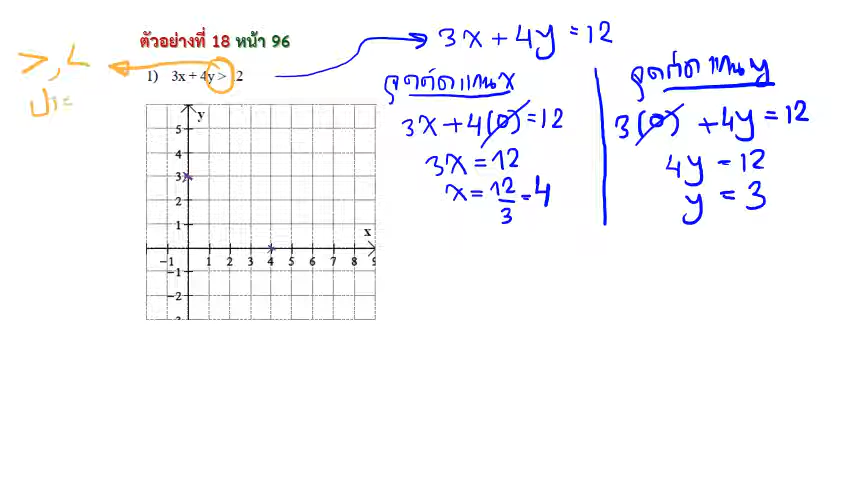 ตัวอย่างที่ 18 หน้า 96
1) 3x + 4y > 12
>, <
3x + 4y = 12
จุดตัดแกน x
3x + 4(0) = 12
3x = 12
x = 12/3 = 4
จุดตัดแกน y
3(0) + 4y = 12
4y = 12
y = 3
y
5
4
3
2
1
x
-1 1 2 3 4 5 6 7 8 9
-1
-2